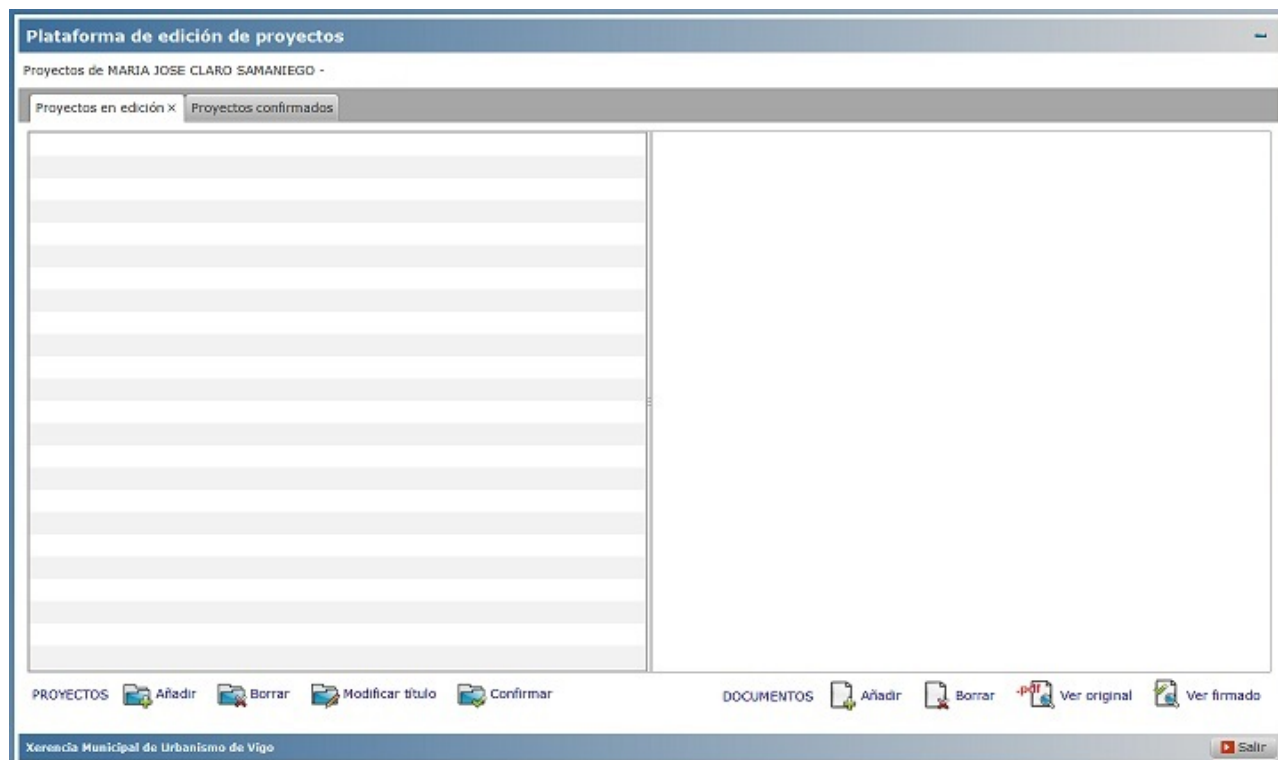 Plataforma de edición de proyectos
Proyectos de MARIA JOSE CLARO SAMANIEGO -
Proyectos en edición × Proyectos confirmados
PROYECTOS Añadir Borrar Modificar título Confirmar DOCUMENTOS Añadir Borrar .pdf Ver original Ver firmado
Xerencia Municipal de Urbanismo de Vigo Salir